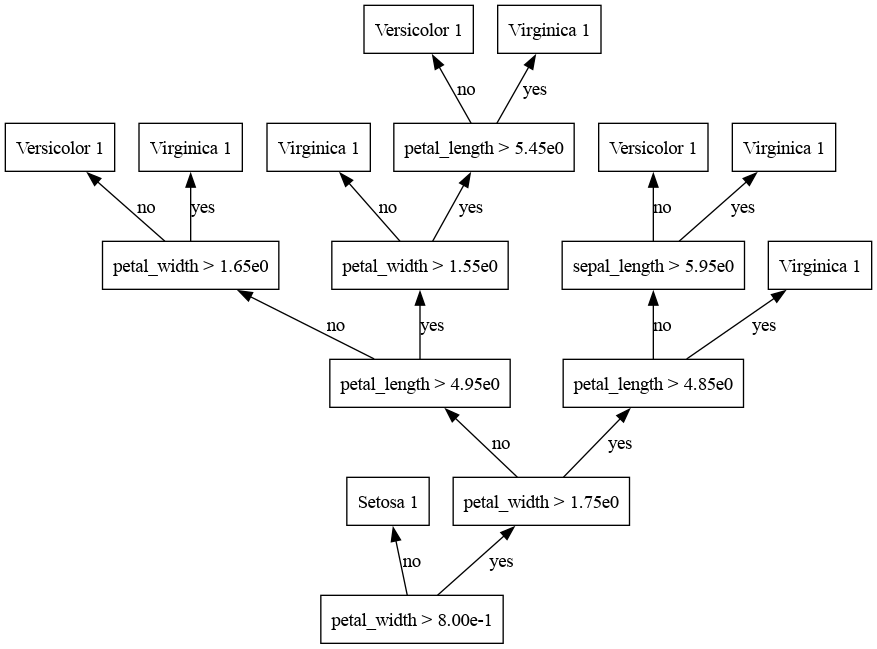 Versicolor 1
Virginica 1
no
yes
Versicolor 1
Virginica 1
Virginica 1
petal_length > 5.45e0
Versicolor 1
Virginica 1
no
yes
no
yes
no
yes
petal_width > 1.65e0
petal_width > 1.55e0
sepal_length > 5.95e0
Virginica 1
no
yes
no
yes
petal_length > 4.95e0
petal_length > 4.85e0
no
yes
Setosa 1
petal_width > 1.75e0
no
yes
petal_width > 8.00e-1